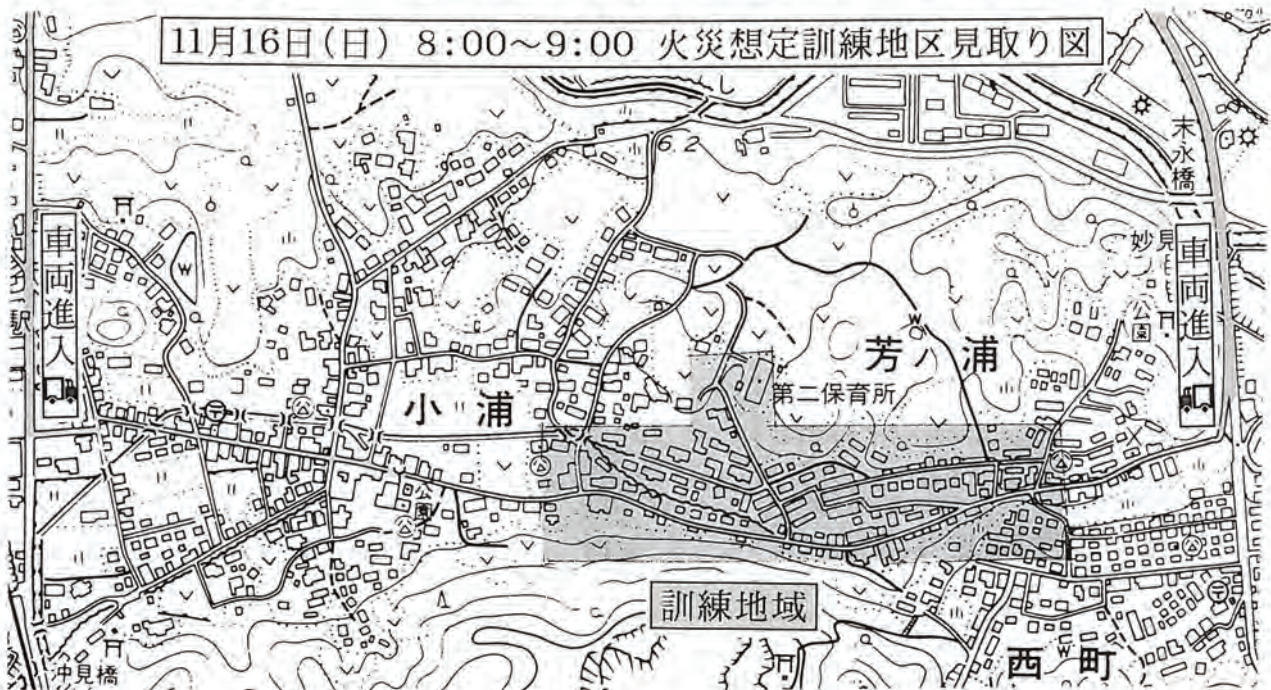 11月16日(日) 8:00～9:00 火災想定訓練地区見取り図
末永橋
6.2
車両進入
妙見
公園
車両進入
芳ノ浦
第二保育所
小浦
公園
訓練地域
西町
沖見橋